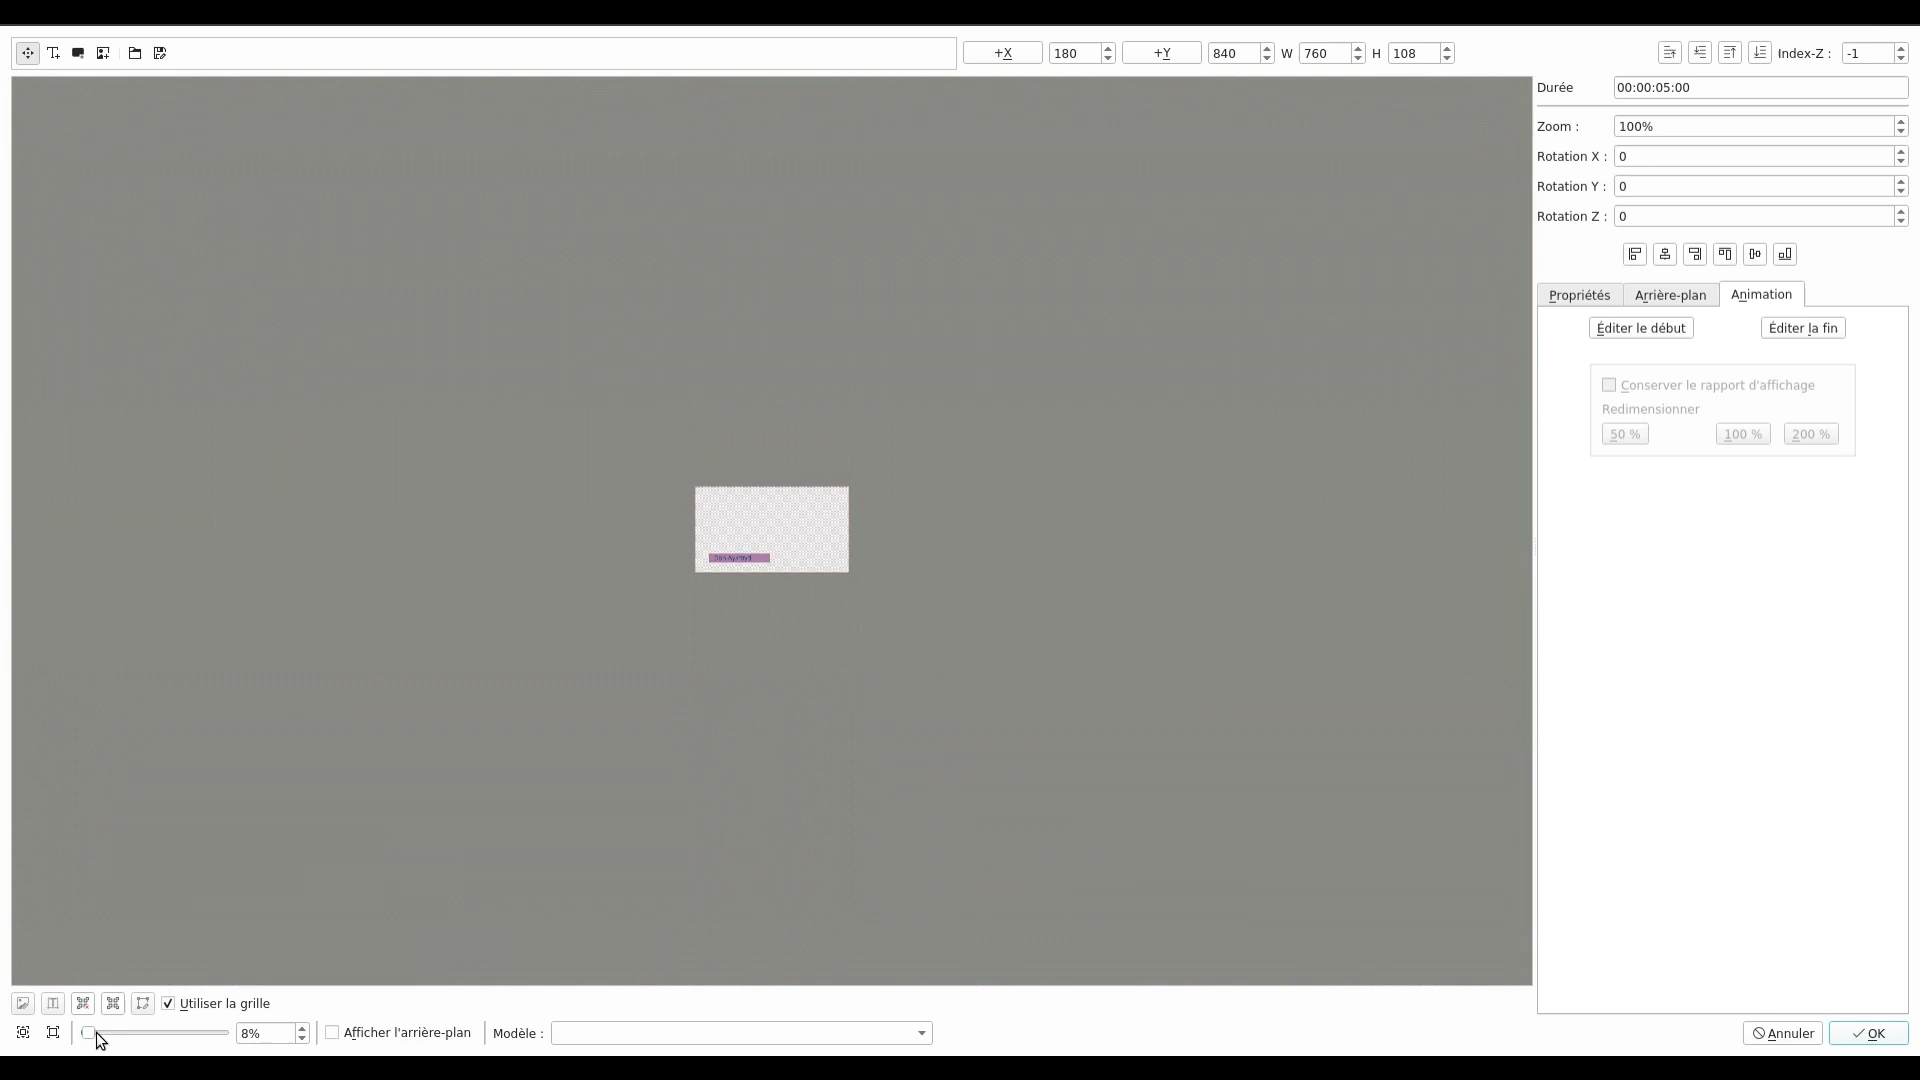 +X 180 +Y 840 W 760 H 108 Index-Z : -1
Durée 00:00:05:00
Zoom : 100%
Rotation X : 0
Rotation Y : 0
Rotation Z : 0
Propriétés Arrière-plan Animation
Éditer le début Éditer la fin
Conserver le rapport d'affichage
Redimensionner
50 % 100 % 200 %
Utiliser la grille
8% Afficher l'arrière-plan Modèle : Annuler OK